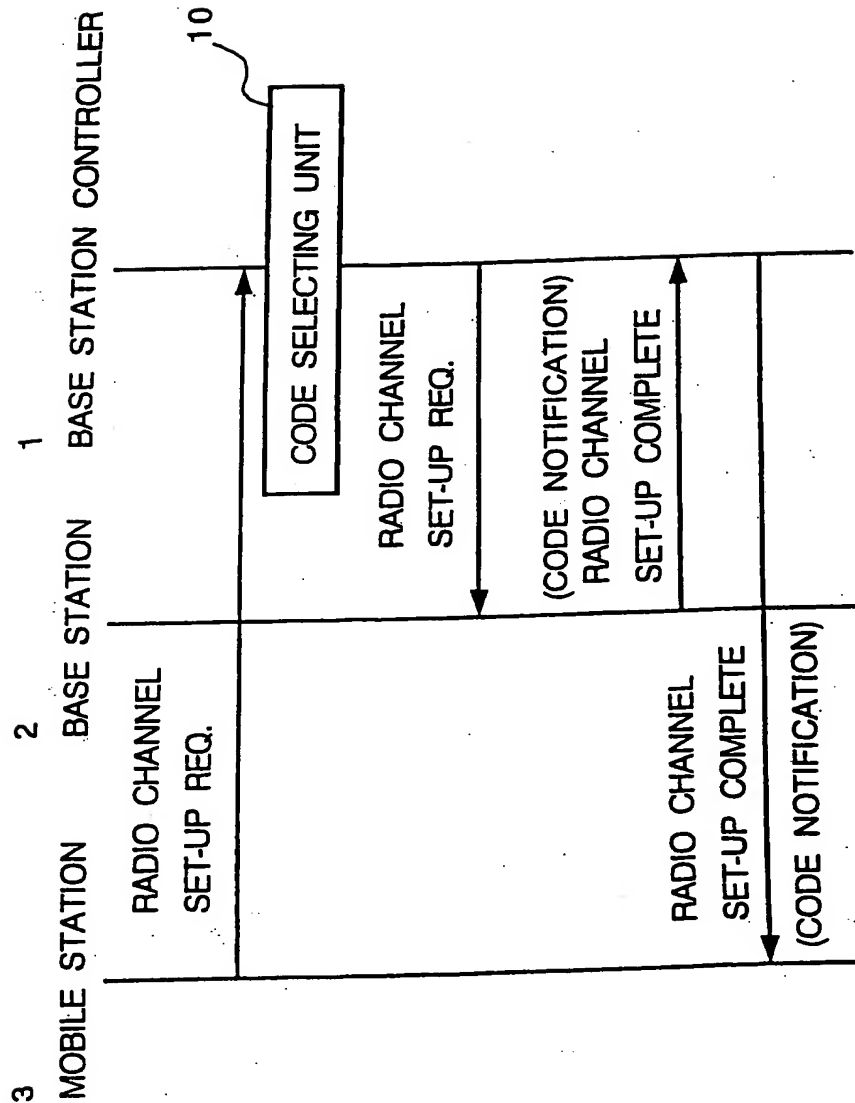 3
MOBILE STATION
2
BASE STATION
1
BASE STATION CONTROLLER
RADIO CHANNEL
SET-UP REQ.
10
CODE SELECTING UNIT
RADIO CHANNEL
SET-UP REQ.
(CODE NOTIFICATION)
RADIO CHANNEL
SET-UP COMPLETE
RADIO CHANNEL
SET-UP COMPLETE
(CODE NOTIFICATION)